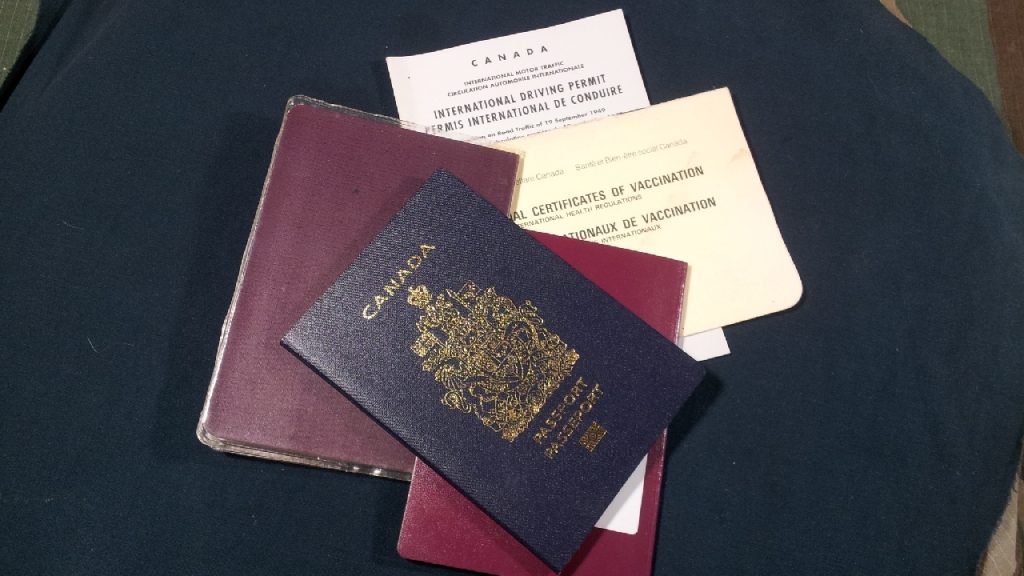 CANADA
INTERNATIONAL MOTOR TRAFFIC
CIRCULATION AUTOMOBILE INTERNATIONALE
INTERNATIONAL DRIVING PERMIT
PERMIS INTERNATIONAL DE CONDUIRE
on Road Traffic of 19 September 1949
Canada Santé et Bien-être social Canada
CERTIFICATES OF VACCINATION
INTERNATIONAL HEALTH REGULATIONS
DE VACCINATION
INTERNATIONAUX
CANADA
PASSPORT
PASSEPORT